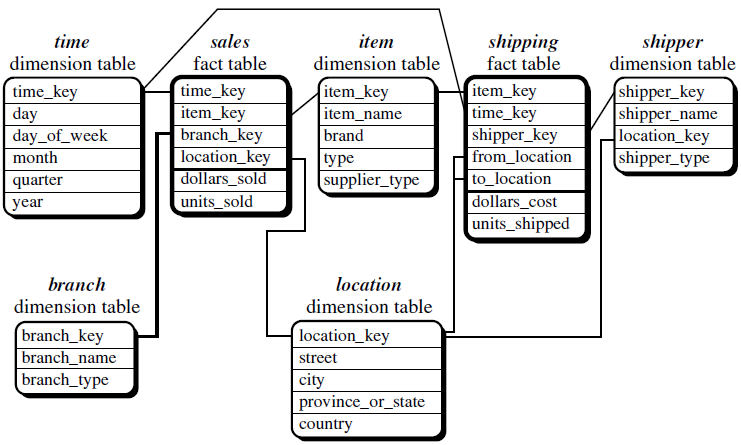 time
dimension table
time_key
day
day_of_week
month
quarter
year
sales
fact table
time_key
item_key
branch_key
location_key
dollars_sold
units_sold
item
dimension table
item_key
item_name
brand
type
supplier_type
shipping
fact table
item_key
time_key
shipper_key
from_location
to_location
dollars_cost
units_shipped
shipper
dimension table
shipper_key
shipper_name
location_key
shipper_type
branch
dimension table
branch_key
branch_name
branch_type
location
dimension table
location_key
street
city
province_or_state
country